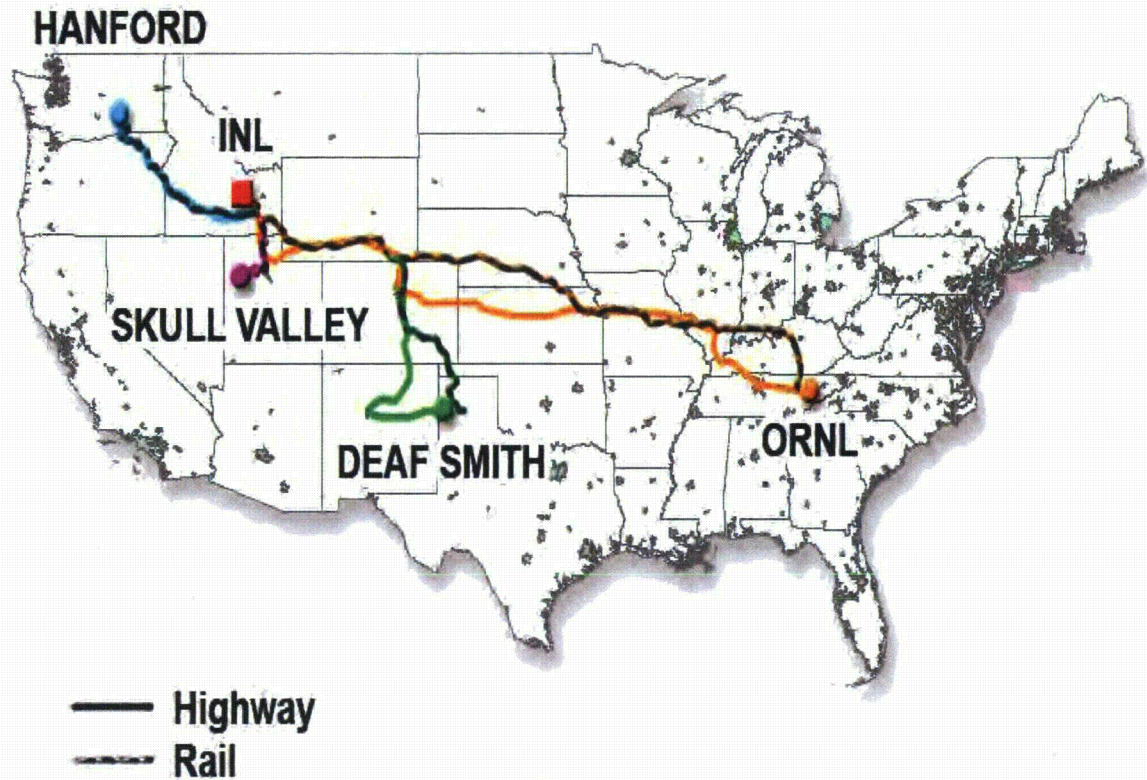 HANFORD
INL
SKULL VALLEY
DEAF SMITH
ORNL
Highway
Rail